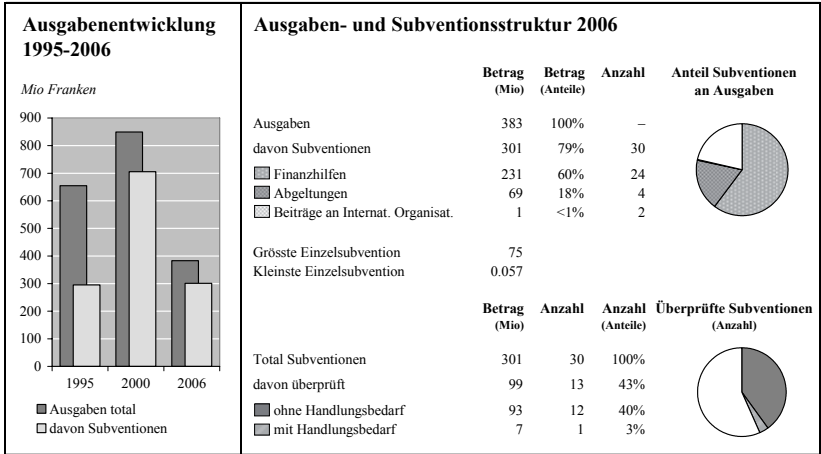 Ausgabenentwicklung
1995-2006
Mio Franken
900
800
700
600
500
400
300
200
100
0
1995 2000 2006
Ausgaben total
davon Subventionen
Ausgaben- und Subventionsstruktur 2006
Betrag Betrag Anzahl Anteil Subventionen
(Mio) (Anteile) an Ausgaben
Ausgaben 383 100% –
davon Subventionen 301 79% 30
Finanzhilfen 231 60% 24
Abgeltungen 69 18% 4
Beiträge an Internat. Organisat. 1 <1% 2
Grösste Einzelsubvention 75
Kleinste Einzelsubvention 0.057
Betrag Anzahl Anzahl Überprüfte Subventionen
(Mio) (Anteile) (Anzahl)
Total Subventionen 301 30 100%
davon überprüft 99 13 43%
ohne Handlungsbedarf 93 12 40%
mit Handlungsbedarf 7 1 3%